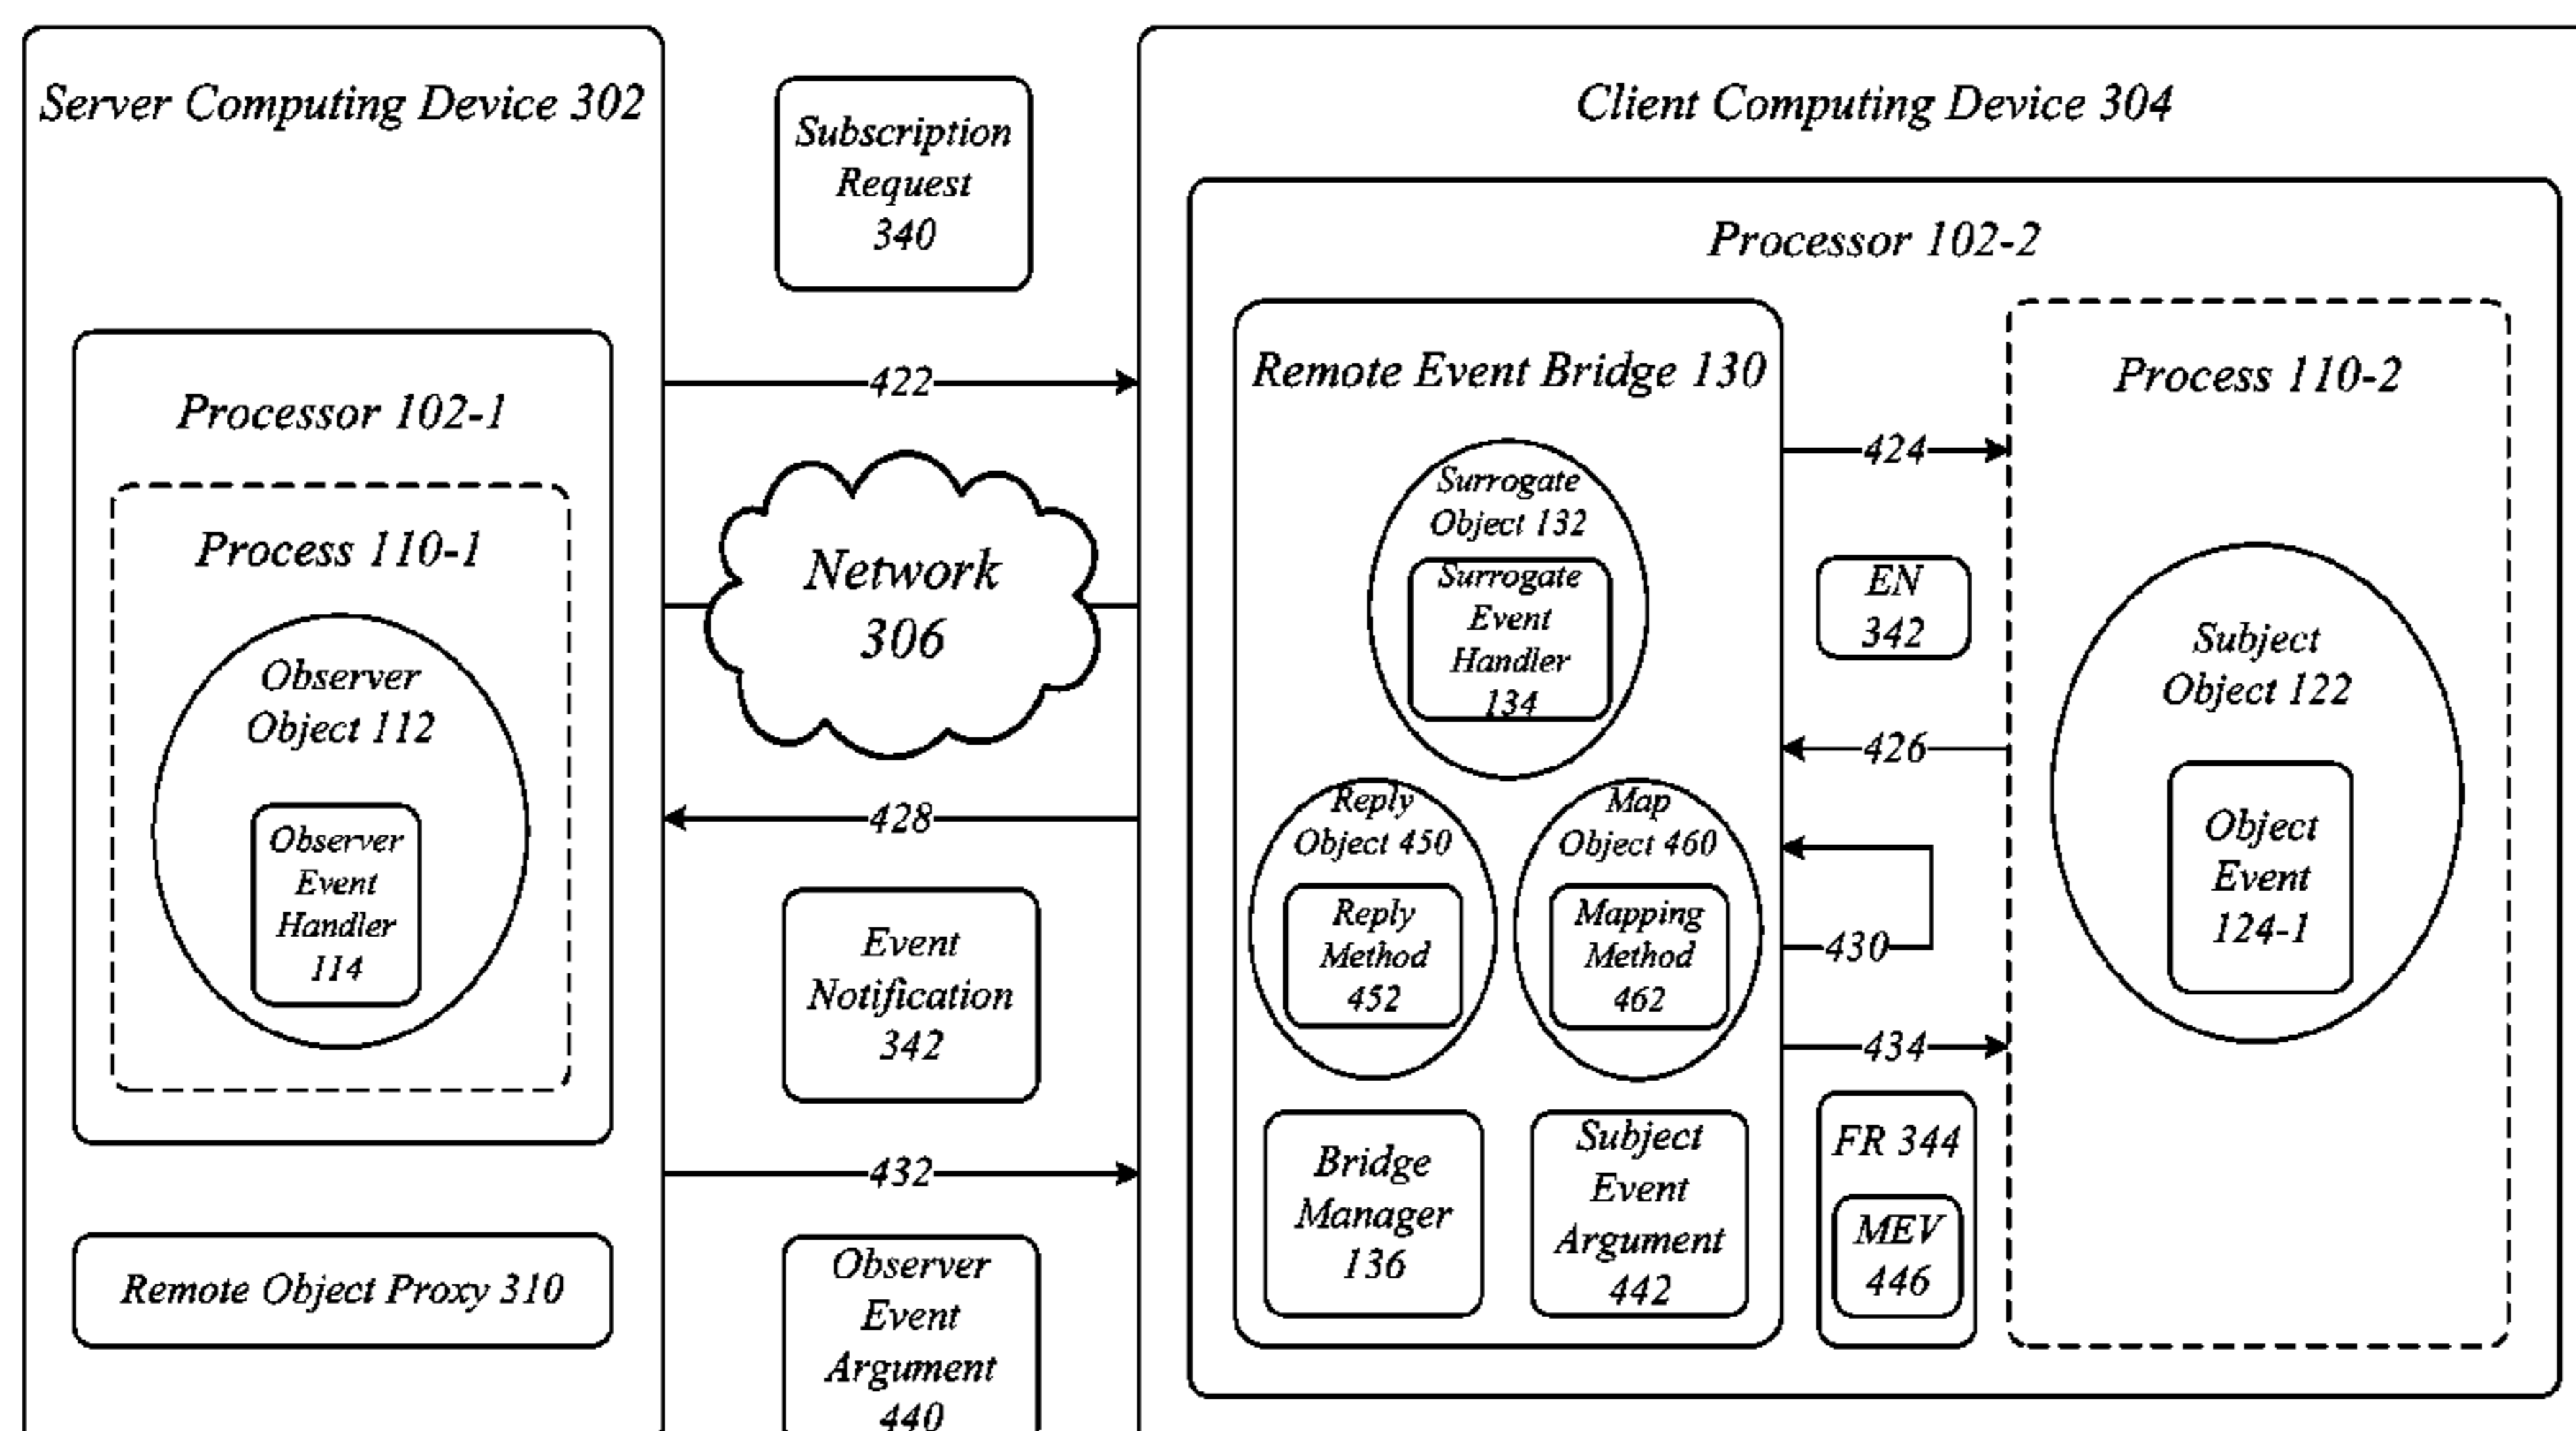 Server Computing Device 302
Processor 102-1
Process 110-1
Observer
Object 112
Observer
Event
Handler
114
Remote Object Proxy 310
Subscription
Request
340
422
Network
306
428
Event
Notification
342
432
Observer
Event
Argument
440
Client Computing Device 304
Processor 102-2
Remote Event Bridge 130
Surrogate
Object 132
Surrogate
Event
Handler
134
Reply
Object 450
Reply
Method
452
Map
Object 460
Mapping
Method
462
Bridge
Manager
136
Subject
Event
Argument
442
424
EN
342
426
430
434
FR 344
MEV
446
Process 110-2
Subject
Object 122
Object
Event
124-1